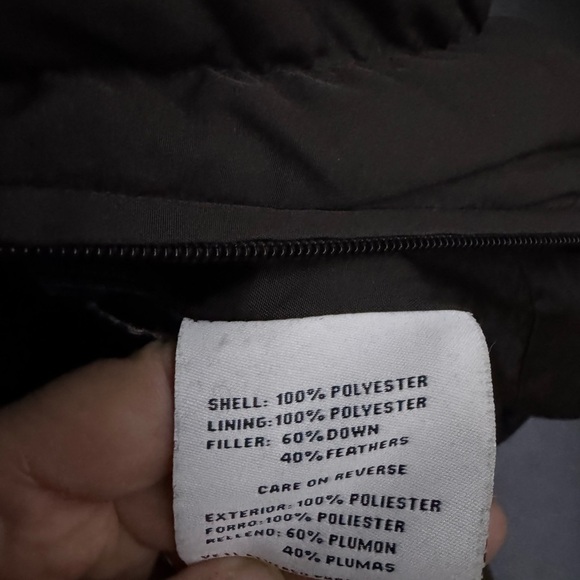 SHELL: 100% POLYESTER
LINING: 100% POLYESTER
FILLER: 60% DOWN
40% FEATHERS
CARE ON REVERSE
EXTERIOR: 100% POLIESTER
FORRO: 100% POLIESTER
RELLENO: 60% PLUMON
40% PLUMAS